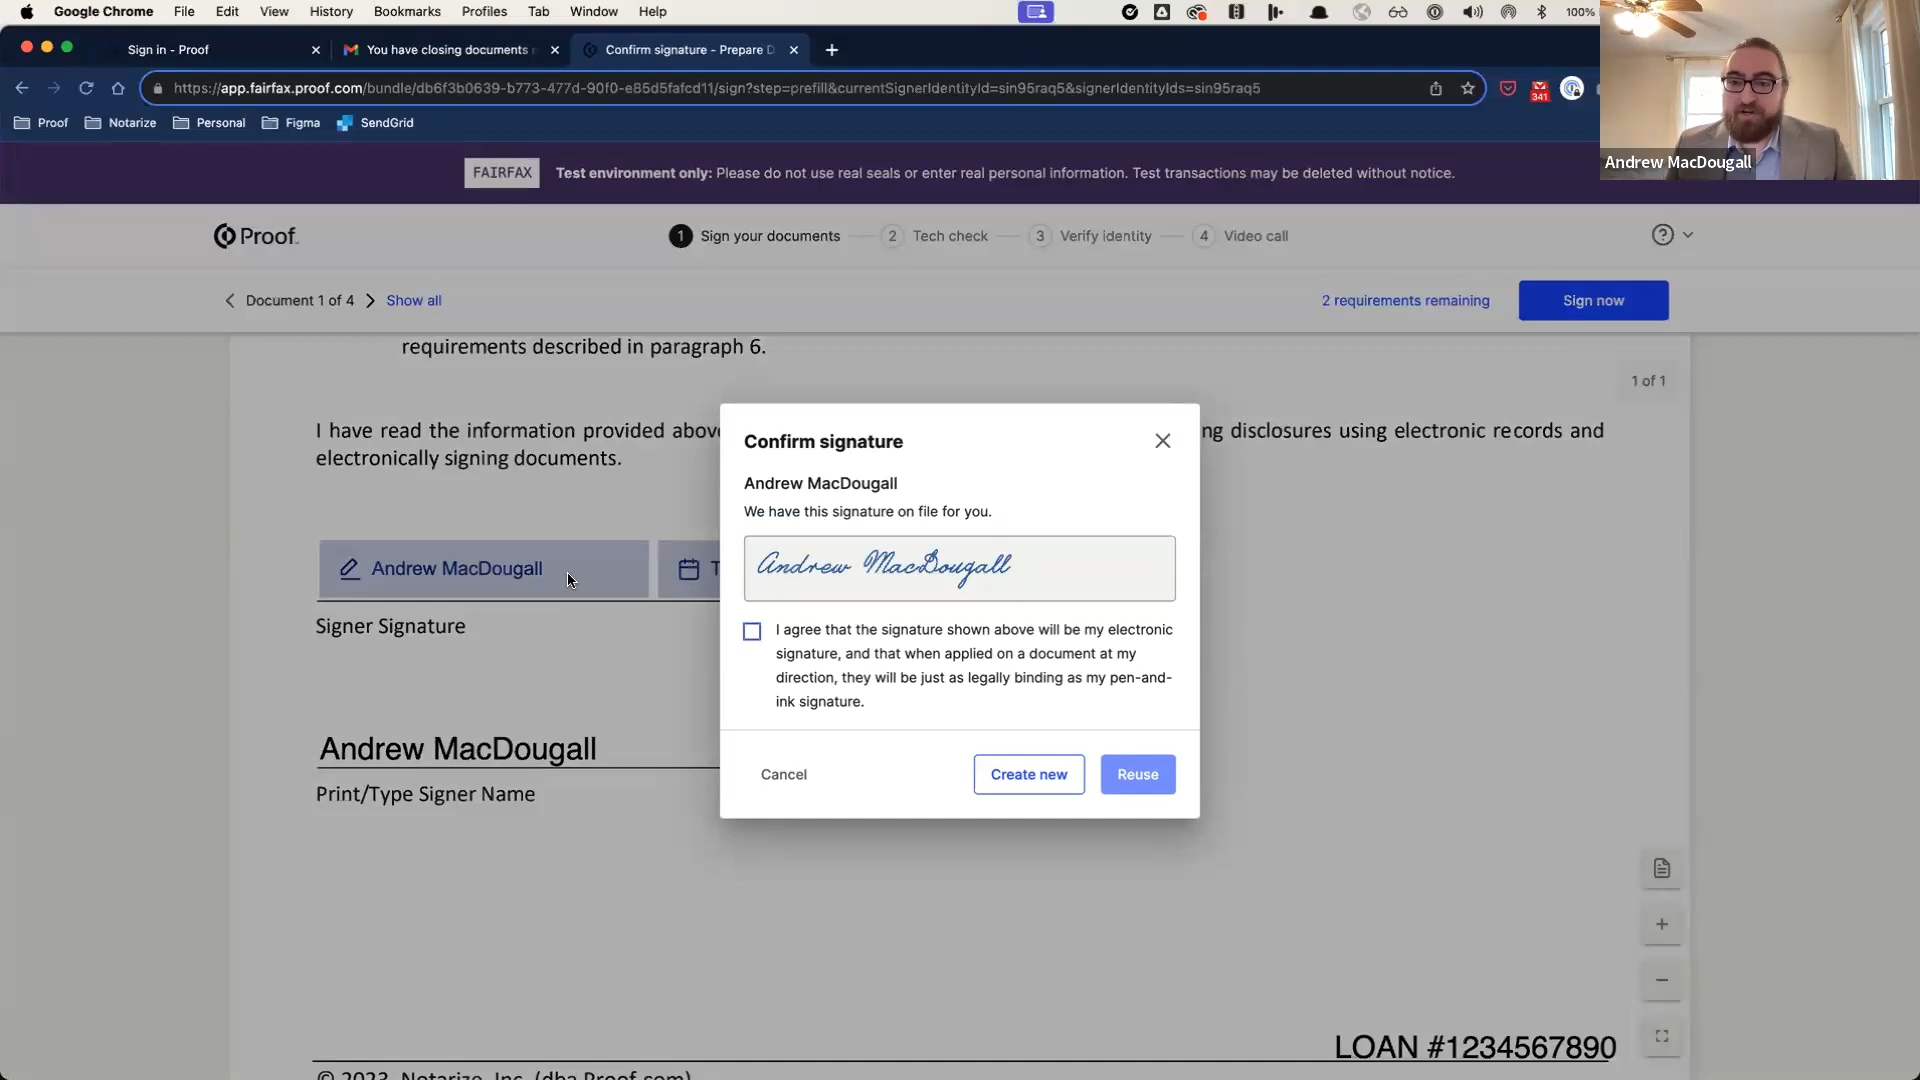 Google Chrome File Edit View History Bookmarks Profiles Tab Window Help 100%
Sign in - Proof
You have closing documents
Confirm signature - Prepare D
341
https://app.fairfax.proof.com/bundle/db6f3b0639-b773-477d-90f0-e85d5fafcd11/sign?step=prefill&currentSignerIdentityId=sin95raq5&signerIdentityIds=sin95raq5
Proof Notarize Personal Figma SendGrid
Andrew MacDougall
FAIRFAX Test environment only: Please do not use real seals or enter real personal information. Test transactions may be deleted without notice.
Proof.
1 Sign your documents 2 Tech check 3 Verify identity 4 Video call
Document 1 of 4 Show all
2 requirements remaining
Sign now
requirements described in paragraph 6.
1 of 1
I have read the information provided above
ng disclosures using electronic records and
electronically signing documents.
Andrew MacDougall
T
Signer Signature
Andrew MacDougall
Print/Type Signer Name
Confirm signature
Andrew MacDougall
We have this signature on file for you.
Andrew MacDougall
I agree that the signature shown above will be my electronic
signature, and that when applied on a document at my
direction, they will be just as legally binding as my pen-and-
ink signature.
Cancel Create new Reuse
LOAN #1234567890
© 2023, Notarize, Inc. (dba Proof.com)